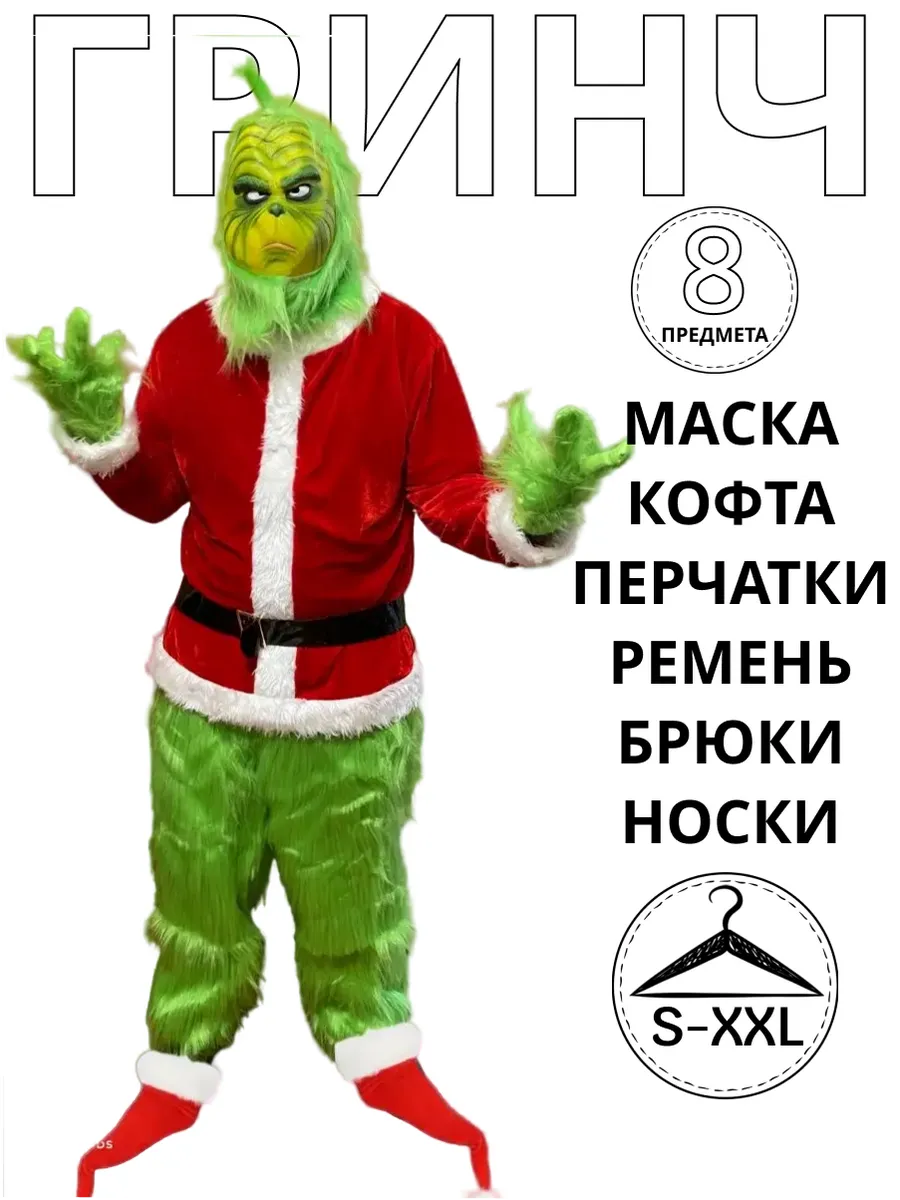 ГРИНЧ
8
ПРЕДМЕТА
МАСКА
КОФТА
ПЕРЧАТКИ
РЕМЕНЬ
БРЮКИ
НОСКИ
S-XXL